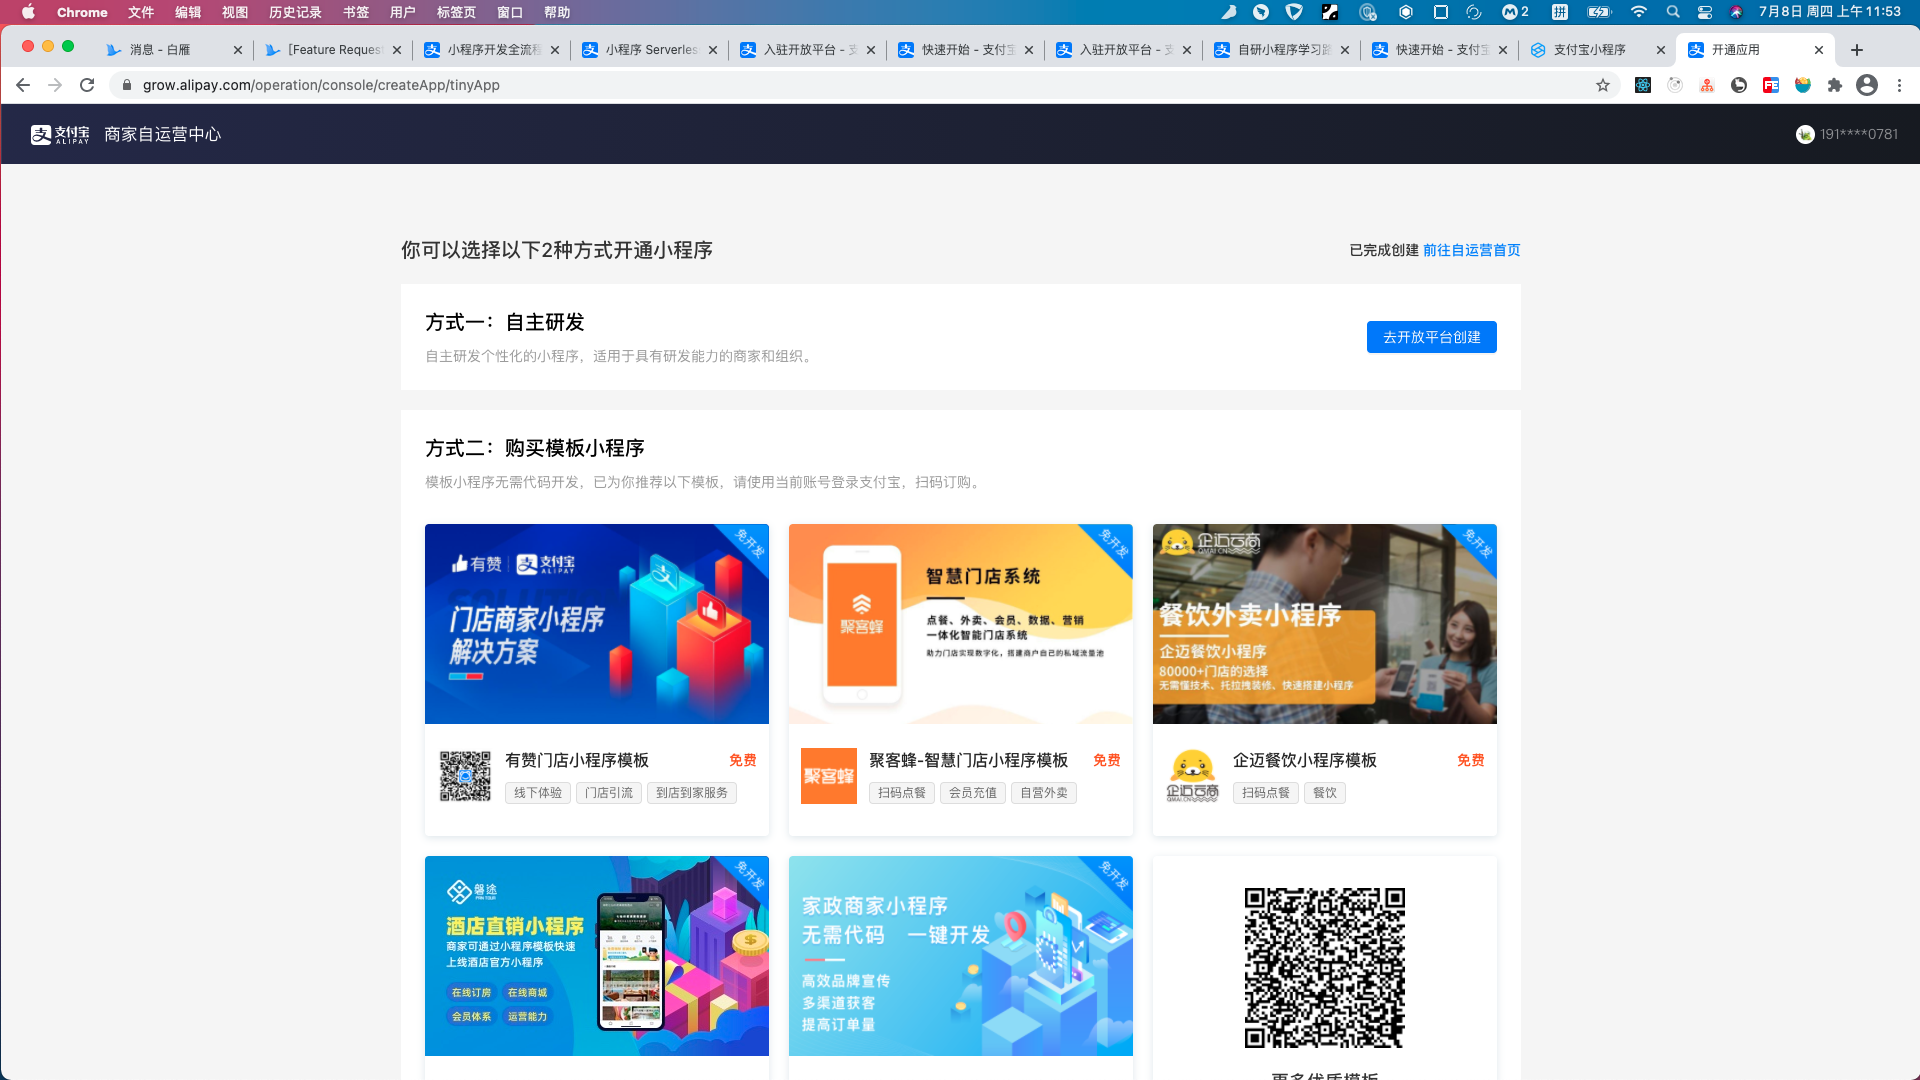 Chrome 文件 编辑 视图 历史记录 书签 用户 标签页 窗口 帮助 2 拼 7月8日 周四 上午 11:53
消息 - 白雁
[Feature Reques
小程序开发全流程
小程序 Serverles
入驻开放平台 - 支
快速开始 - 支付宝
入驻开放平台 - 支
自研小程序学习路
快速开始 - 支付宝
支付宝小程序
开通应用
grow.alipay.com/operation/console/createApp/tinyApp
支付宝 ALIPAY 商家自运营中心 191****0781
你可以选择以下2种方式开通小程序
已完成创建 前往自运营首页
方式一：自主研发
自主研发个性化的小程序，适用于具有研发能力的商家和组织。
去开放平台创建
方式二：购买模板小程序
模板小程序无需代码开发，已为你推荐以下模板，请使用当前账号登录支付宝，扫码订购。
免开发
有赞 支付宝 ALIPAY
门店商家小程序
解决方案
有赞门店小程序模板 免费
线下体验 门店引流 到店到家服务
免开发
聚客蜂
智慧门店系统
点餐、外卖、会员、数据、营销
一体化智能门店系统
助力门店实现数字化，搭建商户自己的私域流量池
聚客蜂
聚客蜂-智慧门店小程序模板 免费
扫码点餐 会员充值 自营外卖
免开发
企迈云商
QMAI.CN
餐饮外卖小程序
企迈餐饮小程序
80000+门店的选择
无需懂技术、托拉拽装修、快速搭建小程序
企迈云商
QMAI.CN
企迈餐饮小程序模板 免费
扫码点餐 餐饮
免开发
磐途
PAN TOUR
酒店直销小程序
商家可通过小程序模板快速
上线酒店官方小程序
在线订房 在线商城
会员体系 运营能力
免开发
家政商家小程序
无需代码 一键开发
高效品牌宣传
多渠道获客
提高订单量
更多优质模板